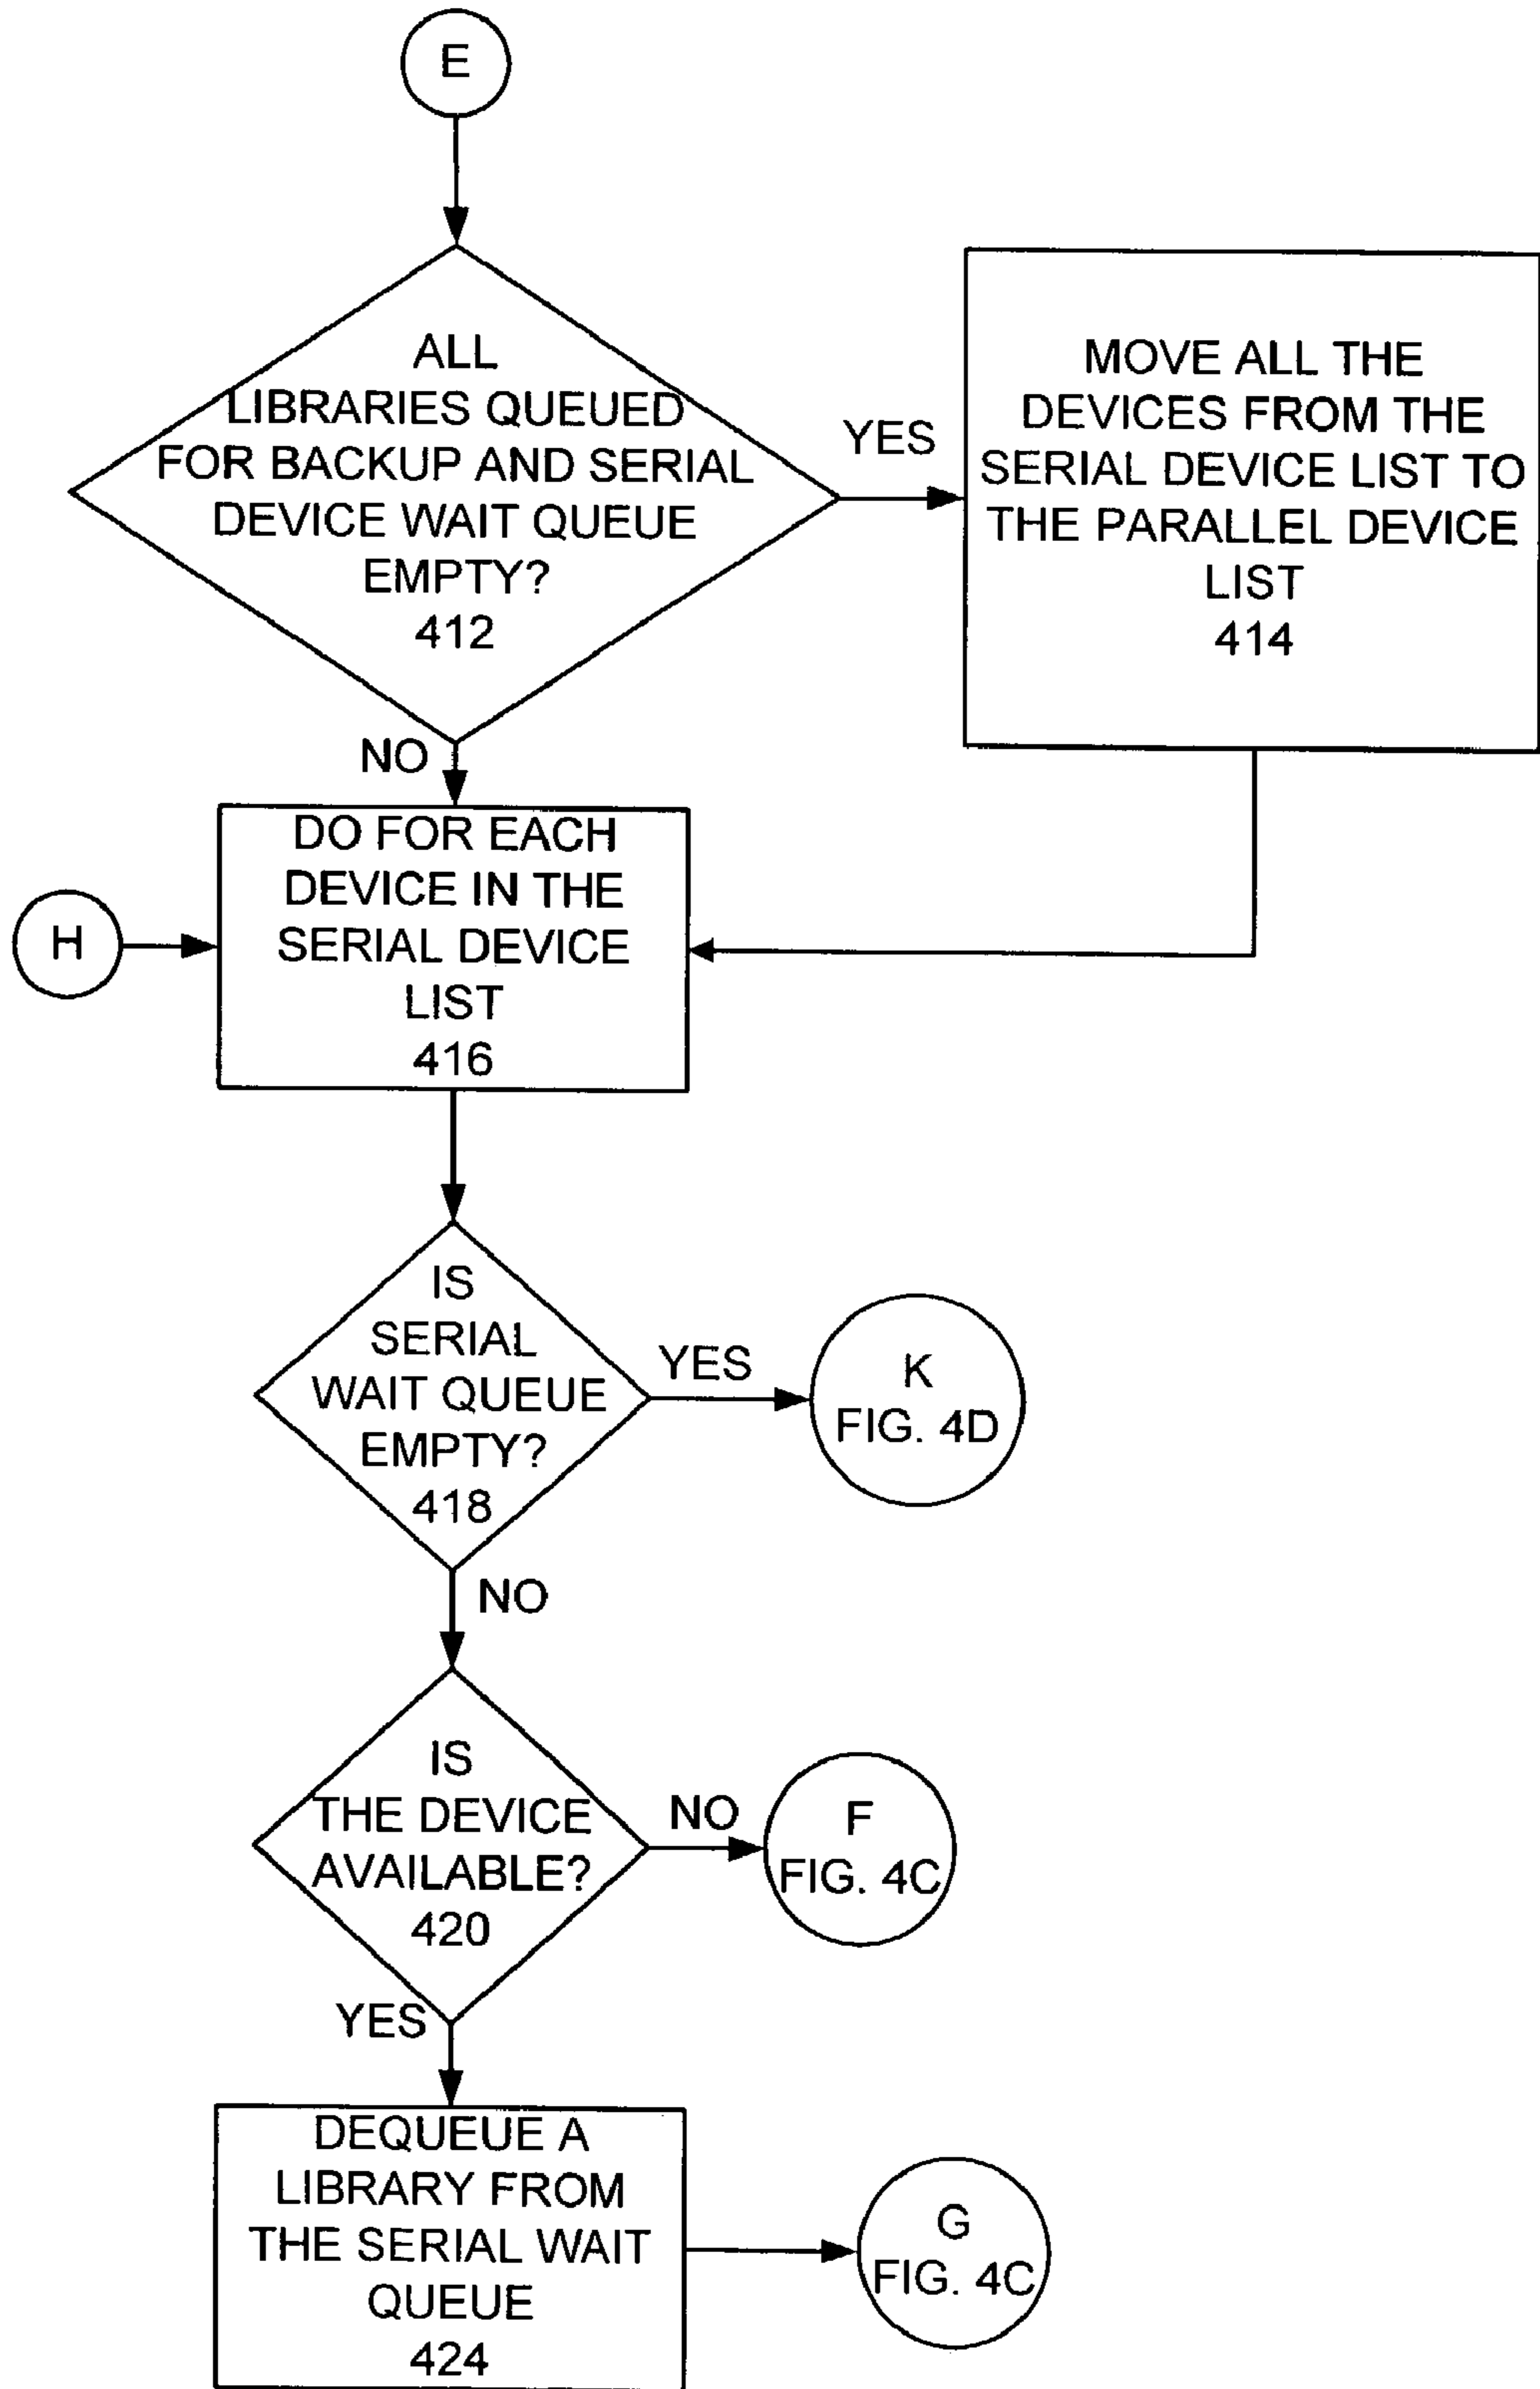 E
ALL
LIBRARIES QUEUED
FOR BACKUP AND SERIAL
DEVICE WAIT QUEUE
EMPTY?
412
YES
MOVE ALL THE
DEVICES FROM THE
SERIAL DEVICE LIST TO
THE PARALLEL DEVICE
LIST
414
NO
DO FOR EACH
DEVICE IN THE
SERIAL DEVICE
LIST
416
H
IS
SERIAL
WAIT QUEUE
EMPTY?
418
YES
K
FIG. 4D
NO
IS
THE DEVICE
AVAILABLE?
420
NO
F
FIG. 4C
YES
DEQUEUE A
LIBRARY FROM
THE SERIAL WAIT
QUEUE
424
G
FIG. 4C